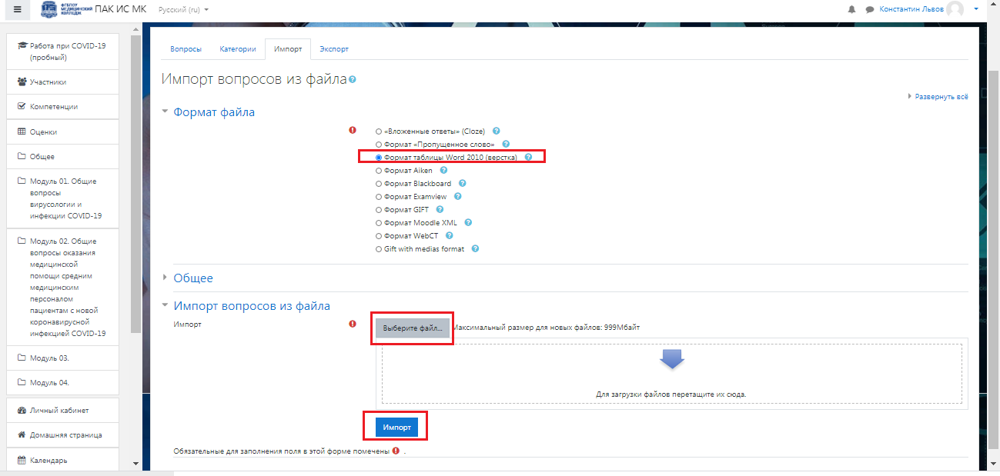 ФГБПОУ
МЕДИЦИНСКИЙ
КОЛЛЕДЖ
ПАК ИС МК
Русский (ru)
Константин Львов
Работа при COVID-19
(пробный)
Участники
Компетенции
Оценки
Общее
Модуль 01. Общие
вопросы
вирусологии и
инфекции COVID-19
Модуль 02. Общие
вопросы оказания
медицинской
помощи средним
медицинским
персоналом
пациентам с новой
коронавирусной
инфекцией COVID-19
Модуль 03.
Модуль 04.
Личный кабинет
Домашняя страница
Календарь
Вопросы
Категории
Импорт
Экспорт
Импорт вопросов из файла
Развернуть всё
Формат файла
«Вложенные ответы» (Cloze)
Формат «Пропущенное слово»
Формат таблицы Word 2010 (верстка)
Формат Aiken
Формат Blackboard
Формат Examview
Формат GIFT
Формат Moodle XML
Формат WebCT
Gift with medias format
Общее
Импорт вопросов из файла
Импорт
Выберите файл...
Максимальный размер для новых файлов: 999Мбайт
Для загрузки файлов перетащите их сюда.
Импорт
Обязательные для заполнения поля в этой форме помечены .